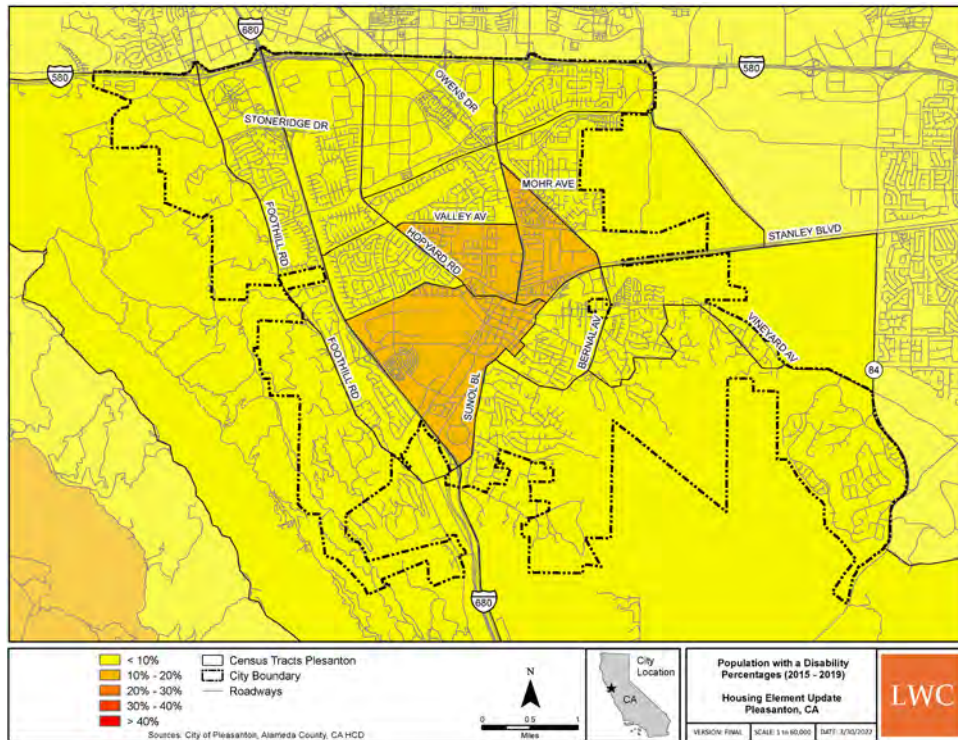 680
580
580
OWENS DR
STONERIDGE DR
MOHR AVE
VALLEY AV
STANLEY BLVD
HOPYARD RD
FOOTHILL RD
BERNAL AV
VINEYARD AV
FOOTHILL RD
84
SUNOL BL
680
< 10%
10% - 20%
20% - 30%
30% - 40%
> 40%
Census Tracts Plesanton
City Boundary
Roadways
Sources: City of Pleasanton, Alameda County, CA HCD
N
0 0.5 1
Miles
City
Location
CA
Population with a Disability
Percentages (2015 - 2019)
Housing Element Update
Pleasanton, CA
VERSION: FINAL SCALE: 1 to 60,000 DATE: 3/30/2022
LWC